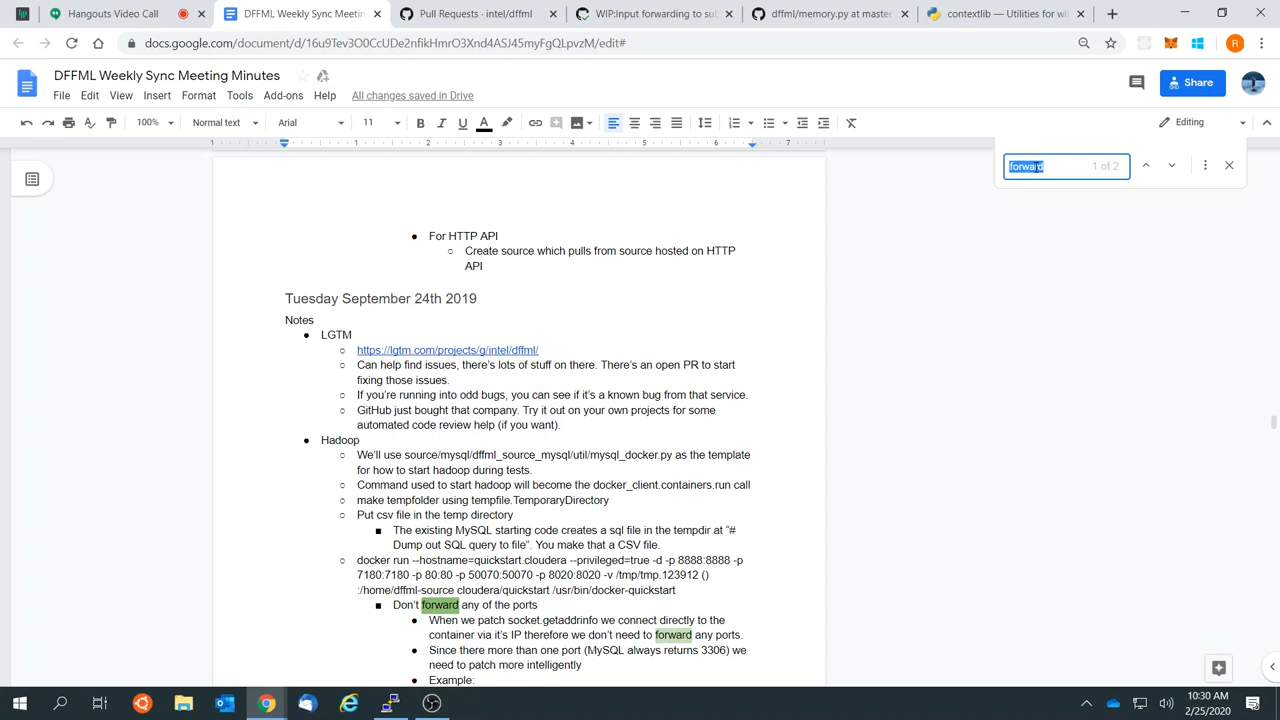 Hangouts Video Call
DFFML Weekly Sync Meetin
Pull Requests · intel/dffml
WIP:Input forwarding to su
dffml/memory.py at master
contextlib — Utilities for wi
docs.google.com/document/d/16u9Tev3O0CcUDe2nfikHmrO3Xnd4ASJ45myFgQLpvzM/edit#
R
DFFML Weekly Sync Meeting Minutes
File Edit View Insert Format Tools Add-ons Help All changes saved in Drive
Share
100% Normal text Arial 11 B I U A Editing
1 1 2 3 4 5 6 7
forward 1 of 2
● For HTTP API
○ Create source which pulls from source hosted on HTTP
API
Tuesday September 24th 2019
Notes
● LGTM
○ https://lgtm.com/projects/g/intel/dffml/
○ Can help find issues, there's lots of stuff on there. There's an open PR to start
fixing those issues.
○ If you're running into odd bugs, you can see if it's a known bug from that service.
○ GitHub just bought that company. Try it out on your own projects for some
automated code review help (if you want).
● Hadoop
○ We'll use source/mysql/dffml_source_mysql/util/mysql_docker.py as the template
for how to start hadoop during tests.
○ Command used to start hadoop will become the docker_client.containers.run call
○ make tempfolder using tempfile.TemporaryDirectory
○ Put csv file in the temp directory
■ The existing MySQL starting code creates a sql file in the tempdir at "#
Dump out SQL query to file". You make that a CSV file.
○ docker run --hostname=quickstart.cloudera --privileged=true -d -p 8888:8888 -p
7180:7180 -p 80:80 -p 50070:50070 -p 8020:8020 -v /tmp/tmp.123912 ()
:/home/dffml-source cloudera/quickstart /usr/bin/docker-quickstart
■ Don't forward any of the ports
● When we patch socket.getaddrinfo we connect directly to the
container via it's IP therefore we don't need to forward any ports.
● Since there more than one port (MySQL always returns 3306) we
need to patch more intelligently
● Example:
10:30 AM
2/25/2020